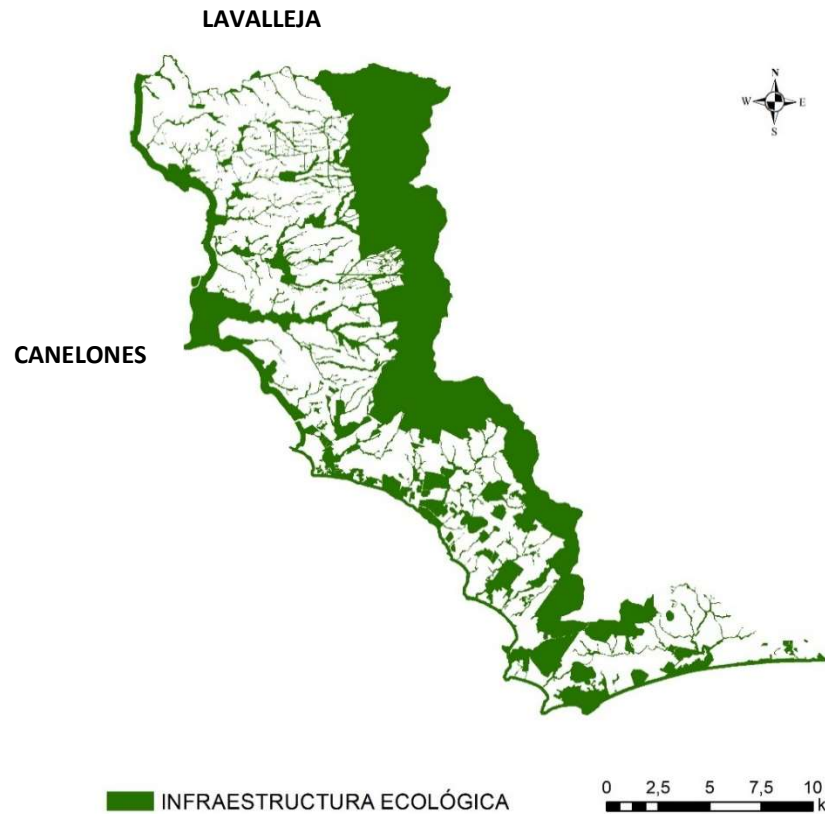 LAVALLEJA
N
W E
S
CANELONES
INFRAESTRUCTURA ECOLÓGICA
0 2,5 5 7,5 10
k